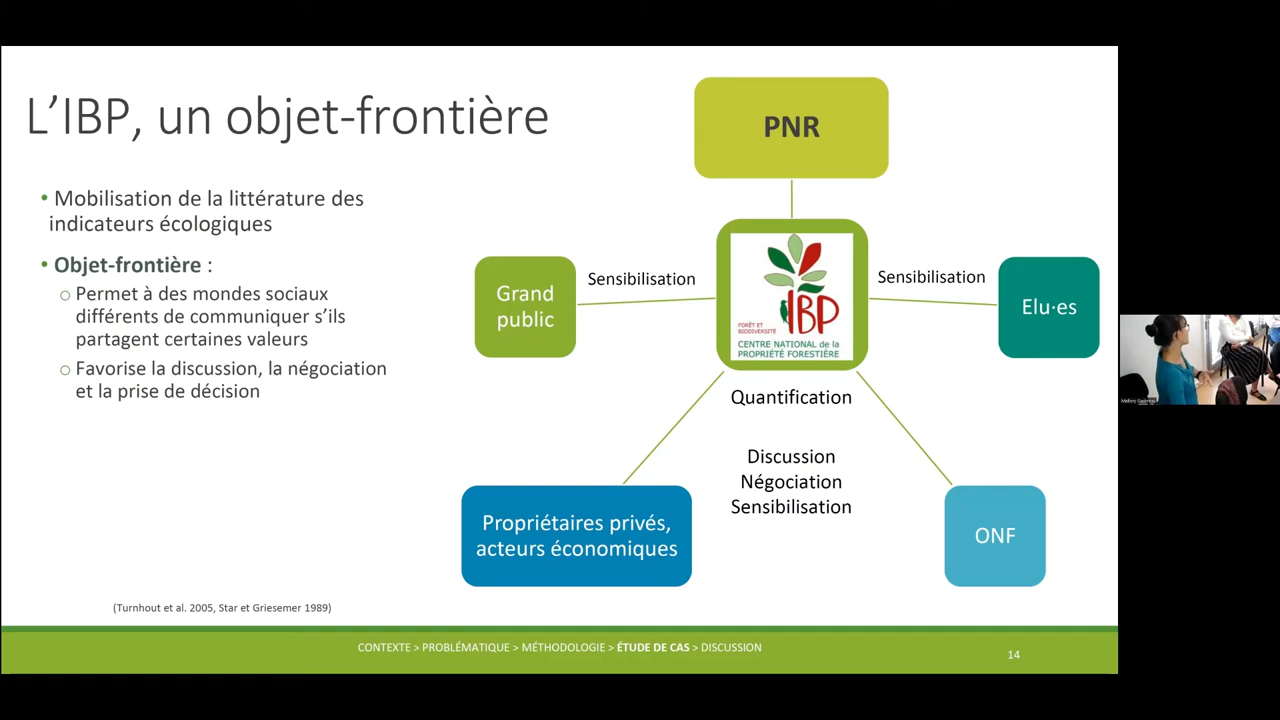 L'IBP, un objet-frontière
• Mobilisation de la littérature des
indicateurs écologiques
• Objet-frontière :
○ Permet à des mondes sociaux
différents de communiquer s'ils
partagent certaines valeurs
○ Favorise la discussion, la négociation
et la prise de décision
PNR
Grand
public
Sensibilisation
IBP
FORÊT ET
BIODIVERSITÉ
CENTRE NATIONAL de la
PROPRIÉTÉ FORESTIÈRE
Sensibilisation
Elu·es
Quantification
Discussion
Négociation
Sensibilisation
Propriétaires privés,
acteurs économiques
ONF
(Turnhout et al. 2005, Star et Griesemer 1989)
CONTEXTE > PROBLÉMATIQUE > MÉTHODOLOGIE > ÉTUDE DE CAS > DISCUSSION
14